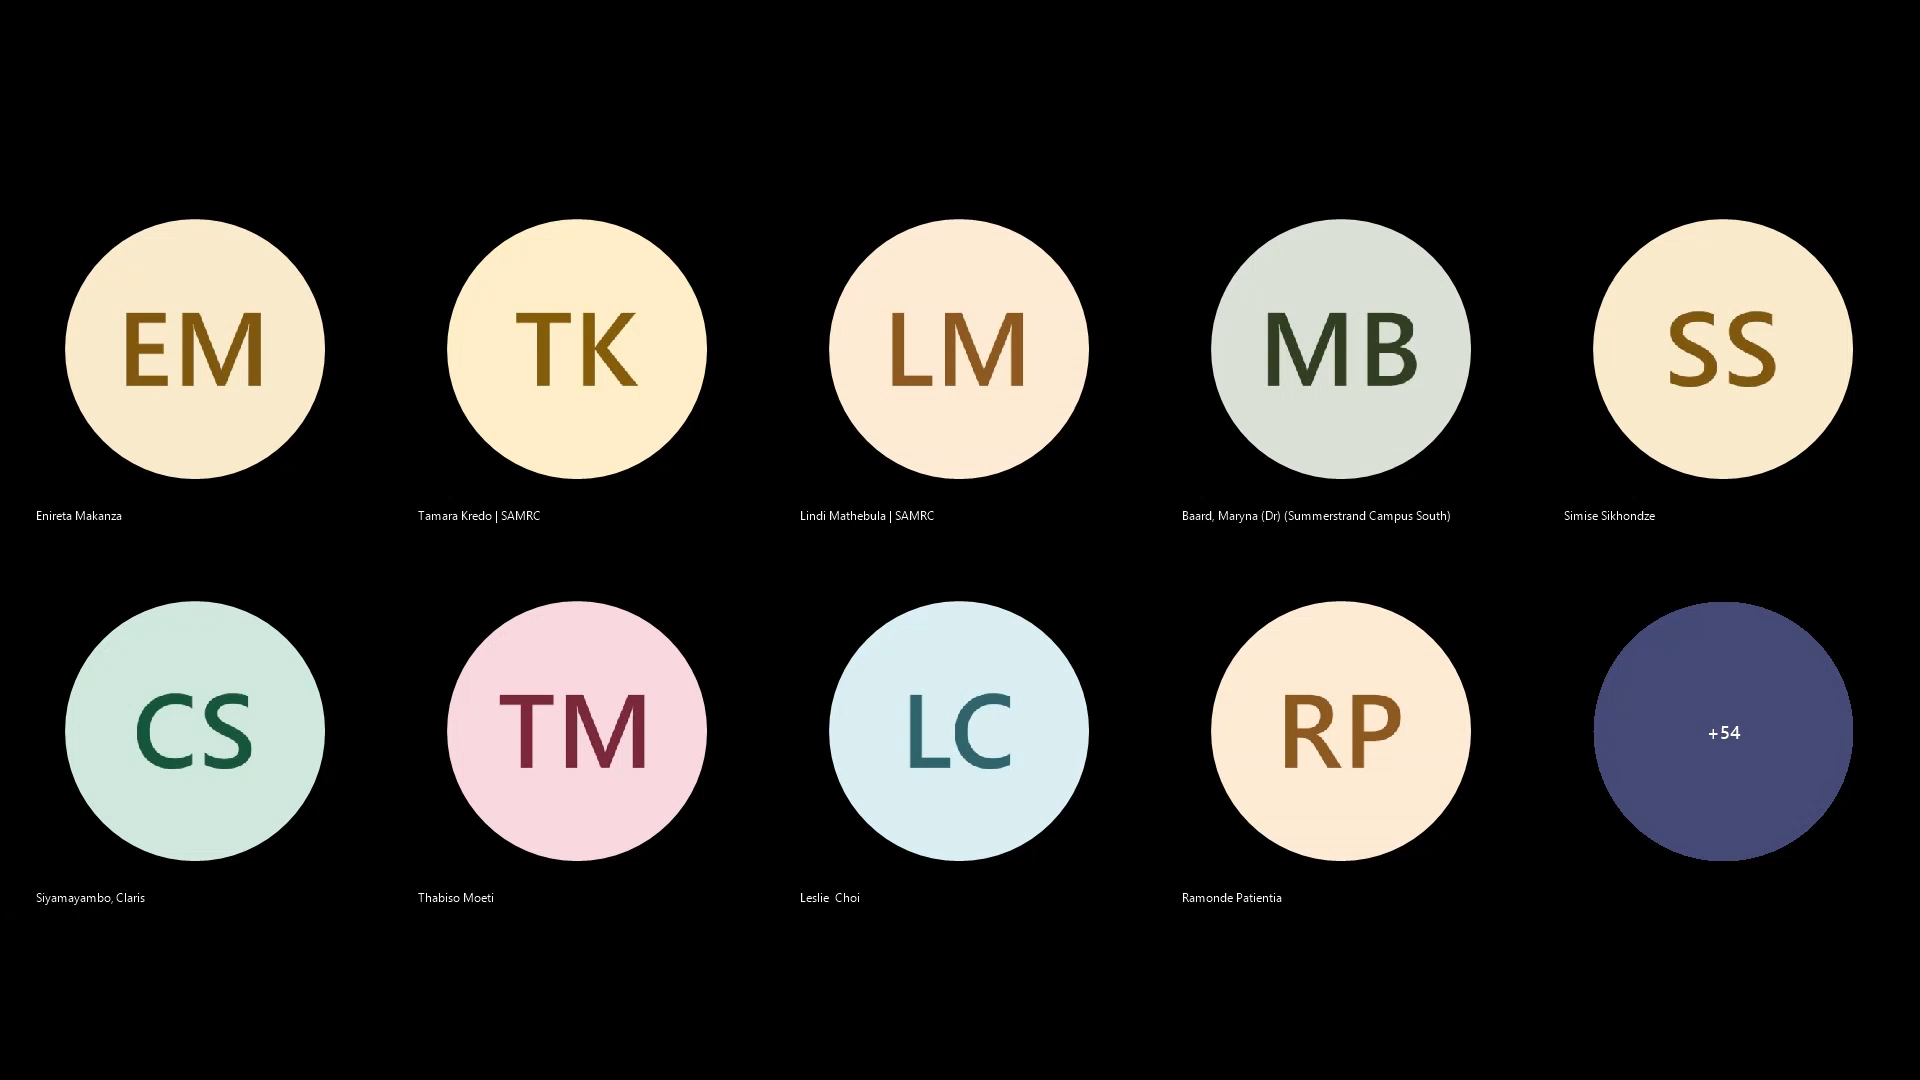 EM
TK
LM
MB
SS
Enireta Makanza
Tamara Kredo | SAMRC
Lindi Mathebula | SAMRC
Baard, Maryna (Dr) (Summerstrand Campus South)
Simise Sikhondze
CS
TM
LC
RP
+54
Siyamayambo, Claris
Thabiso Moeti
Leslie  Choi
Ramonde Patientia